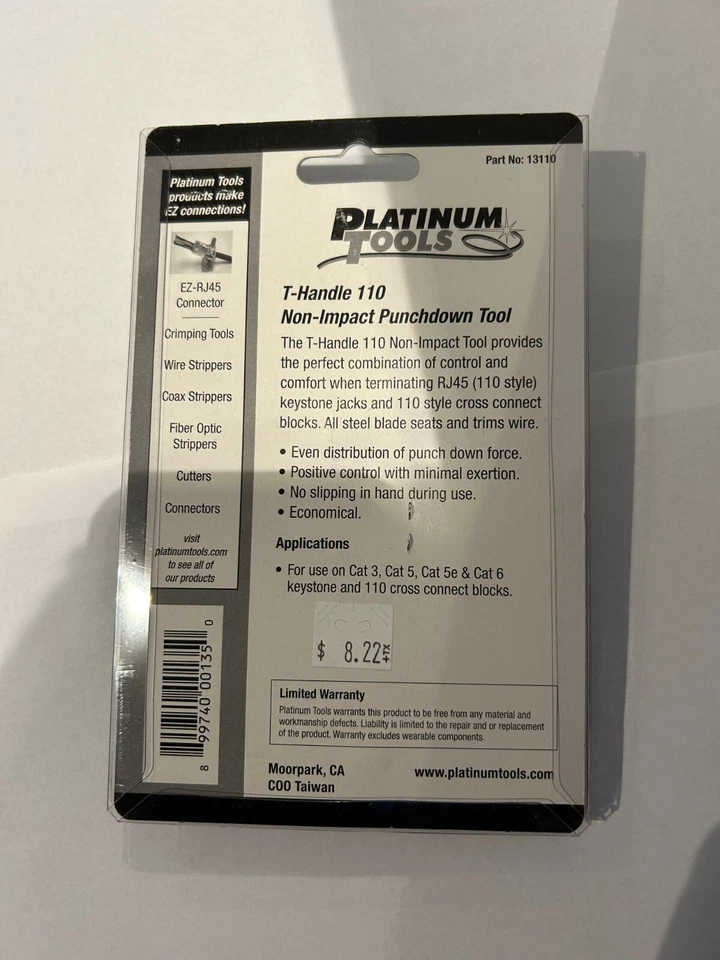 Part No: 13110
Platinum Tools
products make
EZ connections!
EZ-RJ45
Connector
Crimping Tools
Wire Strippers
Coax Strippers
Fiber Optic
Strippers
Cutters
Connectors
visit
platinumtools.com
to see all of
our products
8 99740 00135 0
PLATINUM
TOOLS
T-Handle 110
Non-Impact Punchdown Tool
The T-Handle 110 Non-Impact Tool provides
the perfect combination of control and
comfort when terminating RJ45 (110 style)
keystone jacks and 110 style cross connect
blocks. All steel blade seats and trims wire.
• Even distribution of punch down force.
• Positive control with minimal exertion.
• No slipping in hand during use.
• Economical.
Applications
• For use on Cat 3, Cat 5, Cat 5e & Cat 6
keystone and 110 cross connect blocks.
$ 8.22 +TX
Limited Warranty
Platinum Tools warrants this product to be free from any material and
workmanship defects. Liability is limited to the repair and or replacement
of the product. Warranty excludes wearable components.
Moorpark, CA
COO Taiwan
www.platinumtools.com